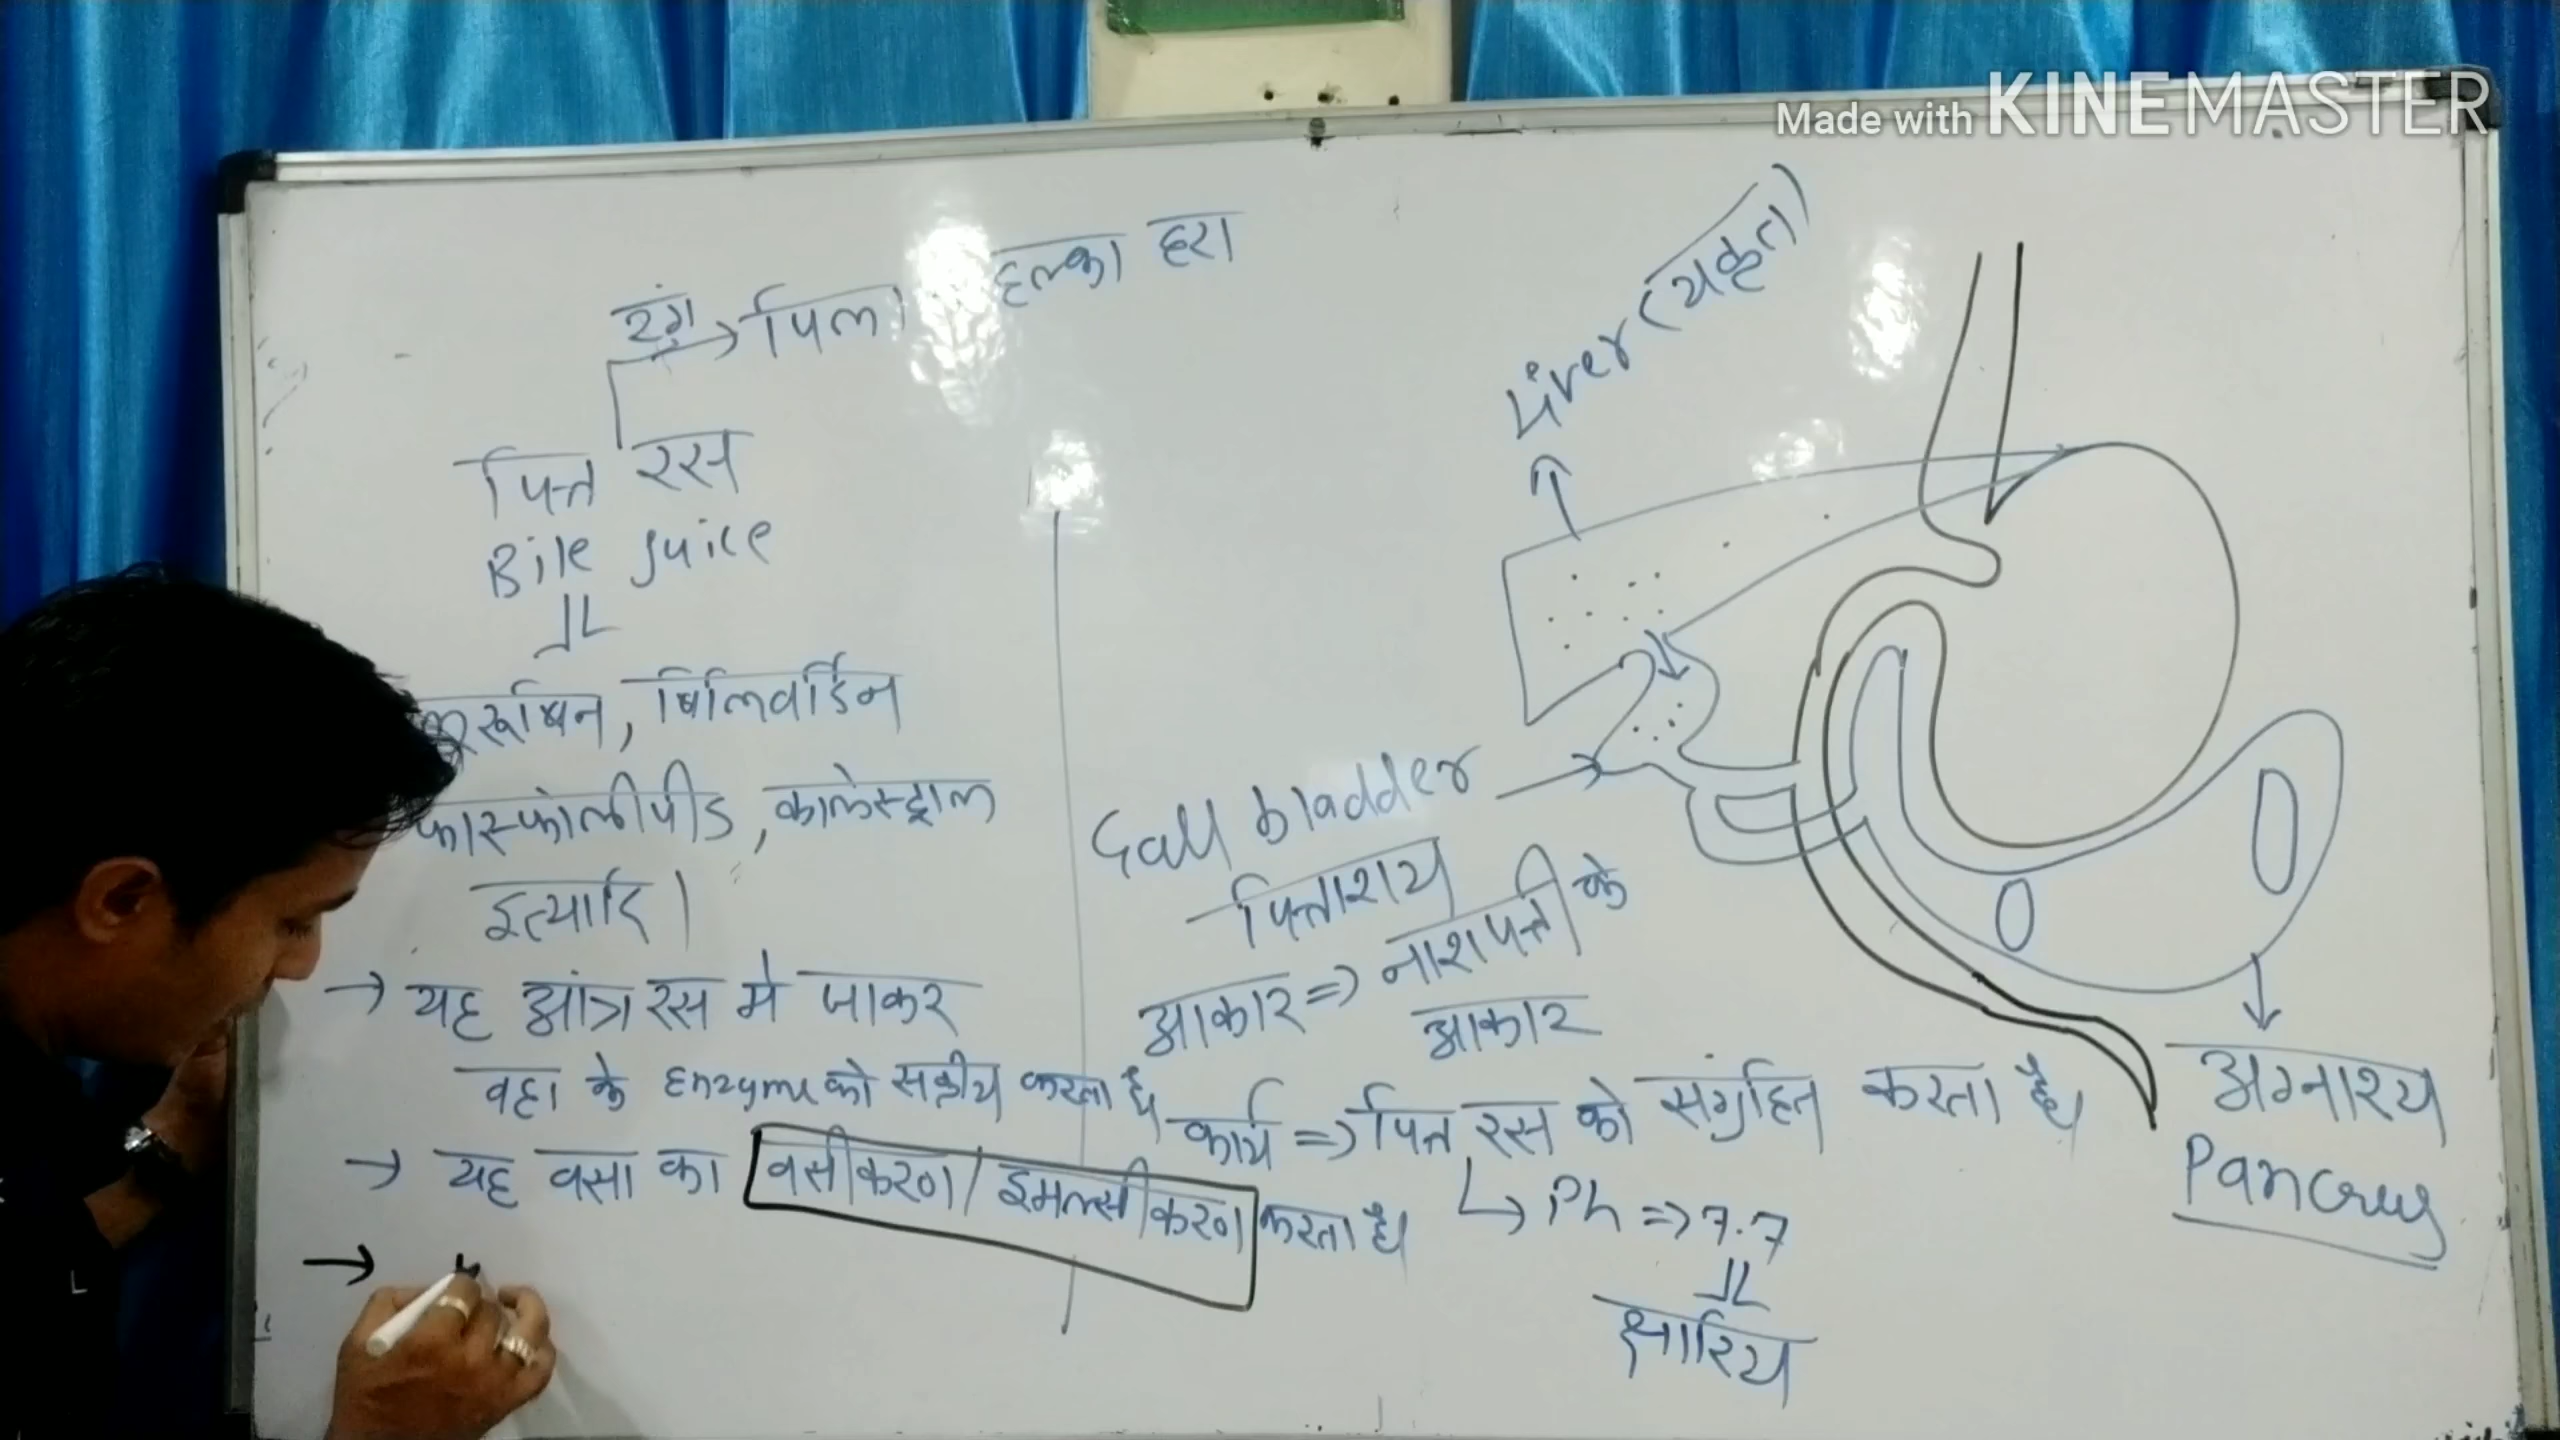 Made with KINEMASTER
रंग → पिला हल्का हरा
पित्त रस
Bile Juice
बिलिवर्डिन
फास्फोलीपीड, कालेस्ट्राल
इत्यादि।
→ यह आंत्र रस मे जाकर
वहा के Enzyme को सक्रीय करता है
→ यह वसा का वसीकरण / इमल्सीकरण करता है।
→
Liver (यकृत)
Gall bladder
पित्ताशय
आकार => नाशपत्ती के
आकार
कार्य => पित्त रस को संग्रहित करता है।
↳ Ph => 7.7
क्षारिय
अग्नाश्य
Pancreas